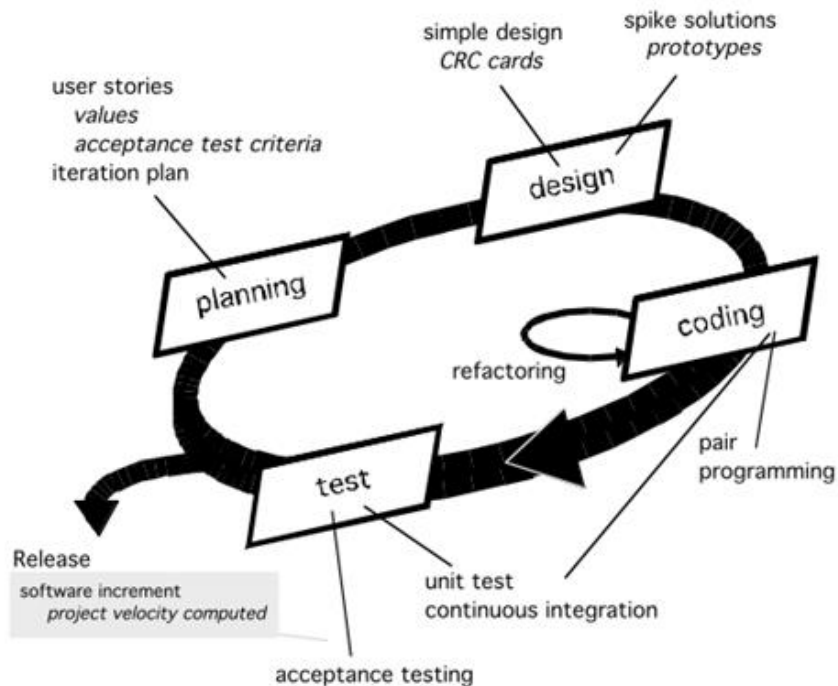 spike solutions
prototypes
simple design
CRC cards
user stories
values
acceptance test criteria
iteration plan
design
planning
coding
refactoring
pair
programming
test
Release
software increment
project velocity computed
unit test
continuous integration
acceptance testing